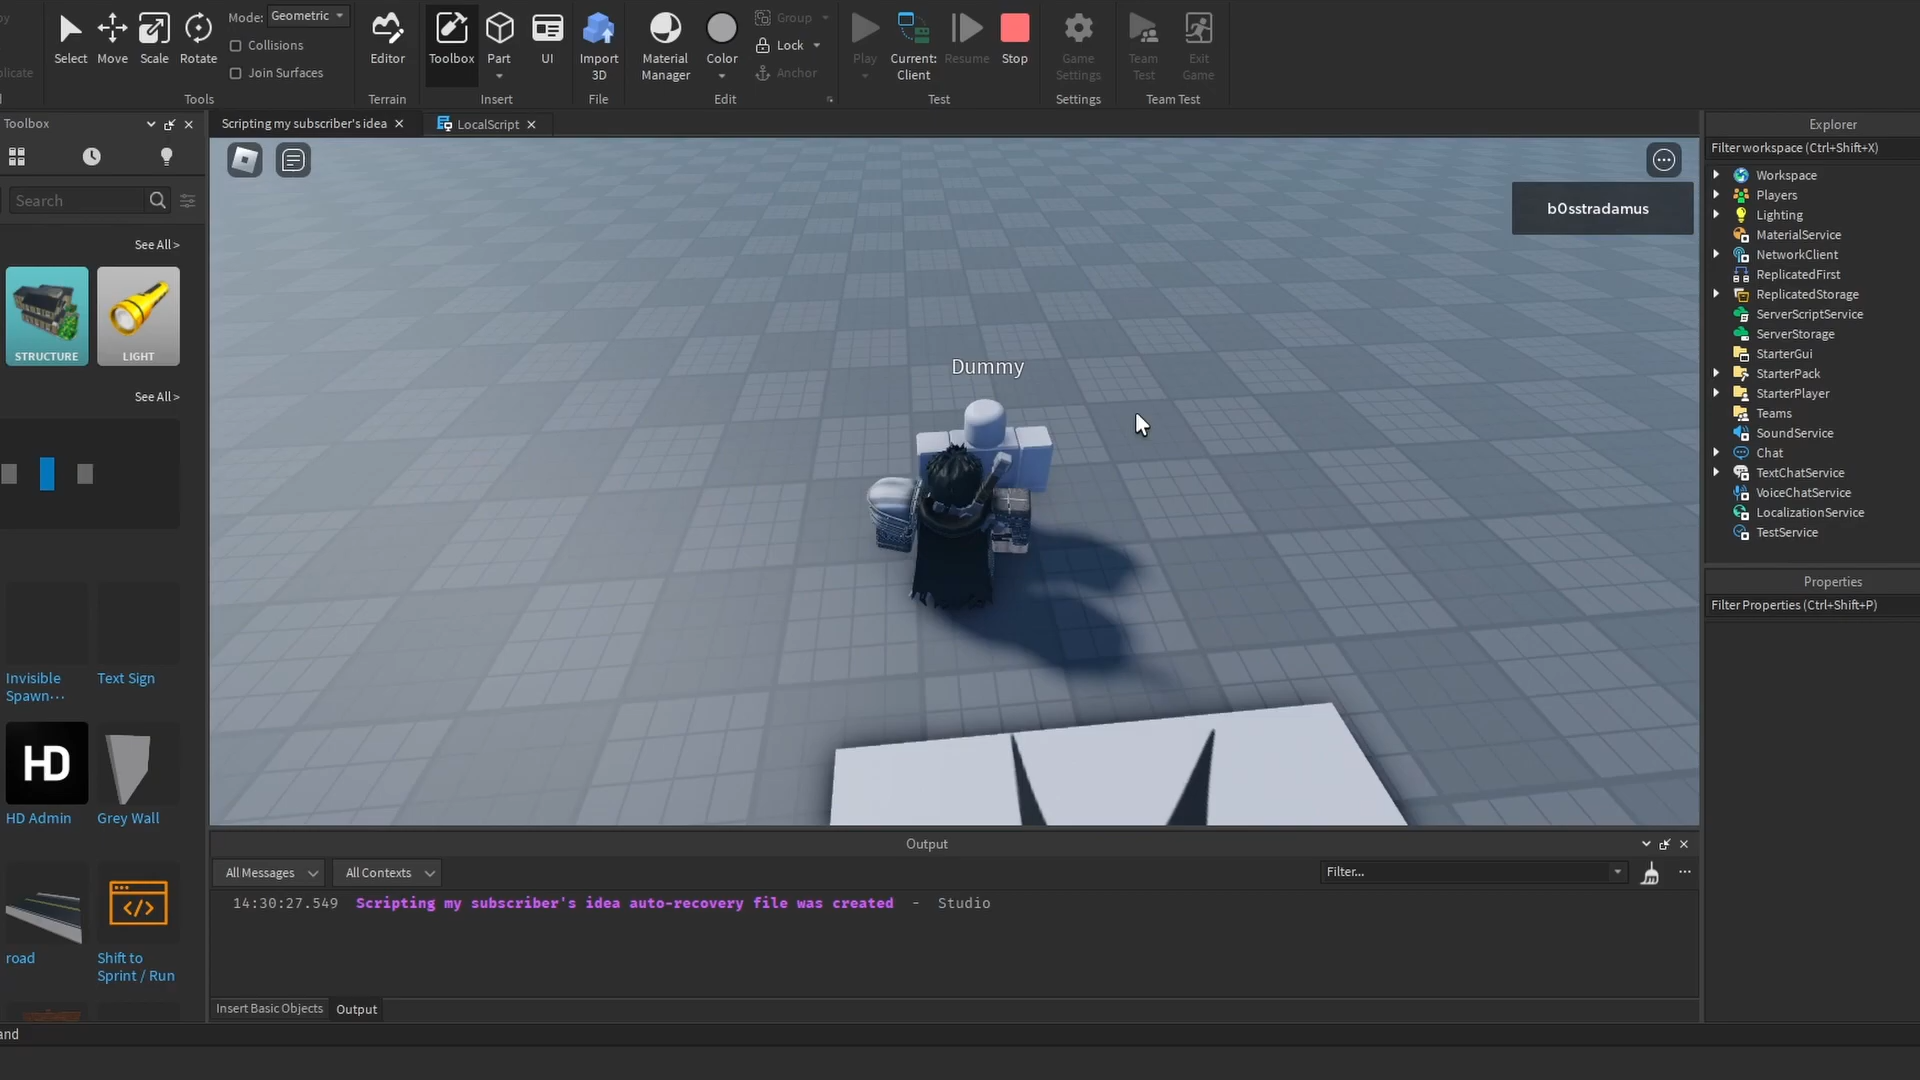 Mode: Geometric
Collisions
Join Surfaces
Select
Move
Scale
Rotate
Tools
Editor
Terrain
Toolbox
Part
UI
Insert
Import
3D
File
Material
Manager
Color
Group
Lock
Anchor
Edit
Play
Current:
Client
Resume
Stop
Test
Game
Settings
Settings
Team
Test
Exit
Game
Team Test
Toolbox
Search
See All >
STRUCTURE
LIGHT
See All >
Invisible
Spawn...
Text Sign
HD
HD Admin
Grey Wall
road
Shift to
Sprint / Run
Scripting my subscriber's idea
LocalScript
b0sstradamus
Dummy
Output
All Messages
All Contexts
Filter...
14:30:27.549 Scripting my subscriber's idea auto-recovery file was created - Studio
Insert Basic Objects
Output
Explorer
Filter workspace (Ctrl+Shift+X)
Workspace
Players
Lighting
MaterialService
NetworkClient
ReplicatedFirst
ReplicatedStorage
ServerScriptService
ServerStorage
StarterGui
StarterPack
StarterPlayer
Teams
SoundService
Chat
TextChatService
VoiceChatService
LocalizationService
TestService
Properties
Filter Properties (Ctrl+Shift+P)